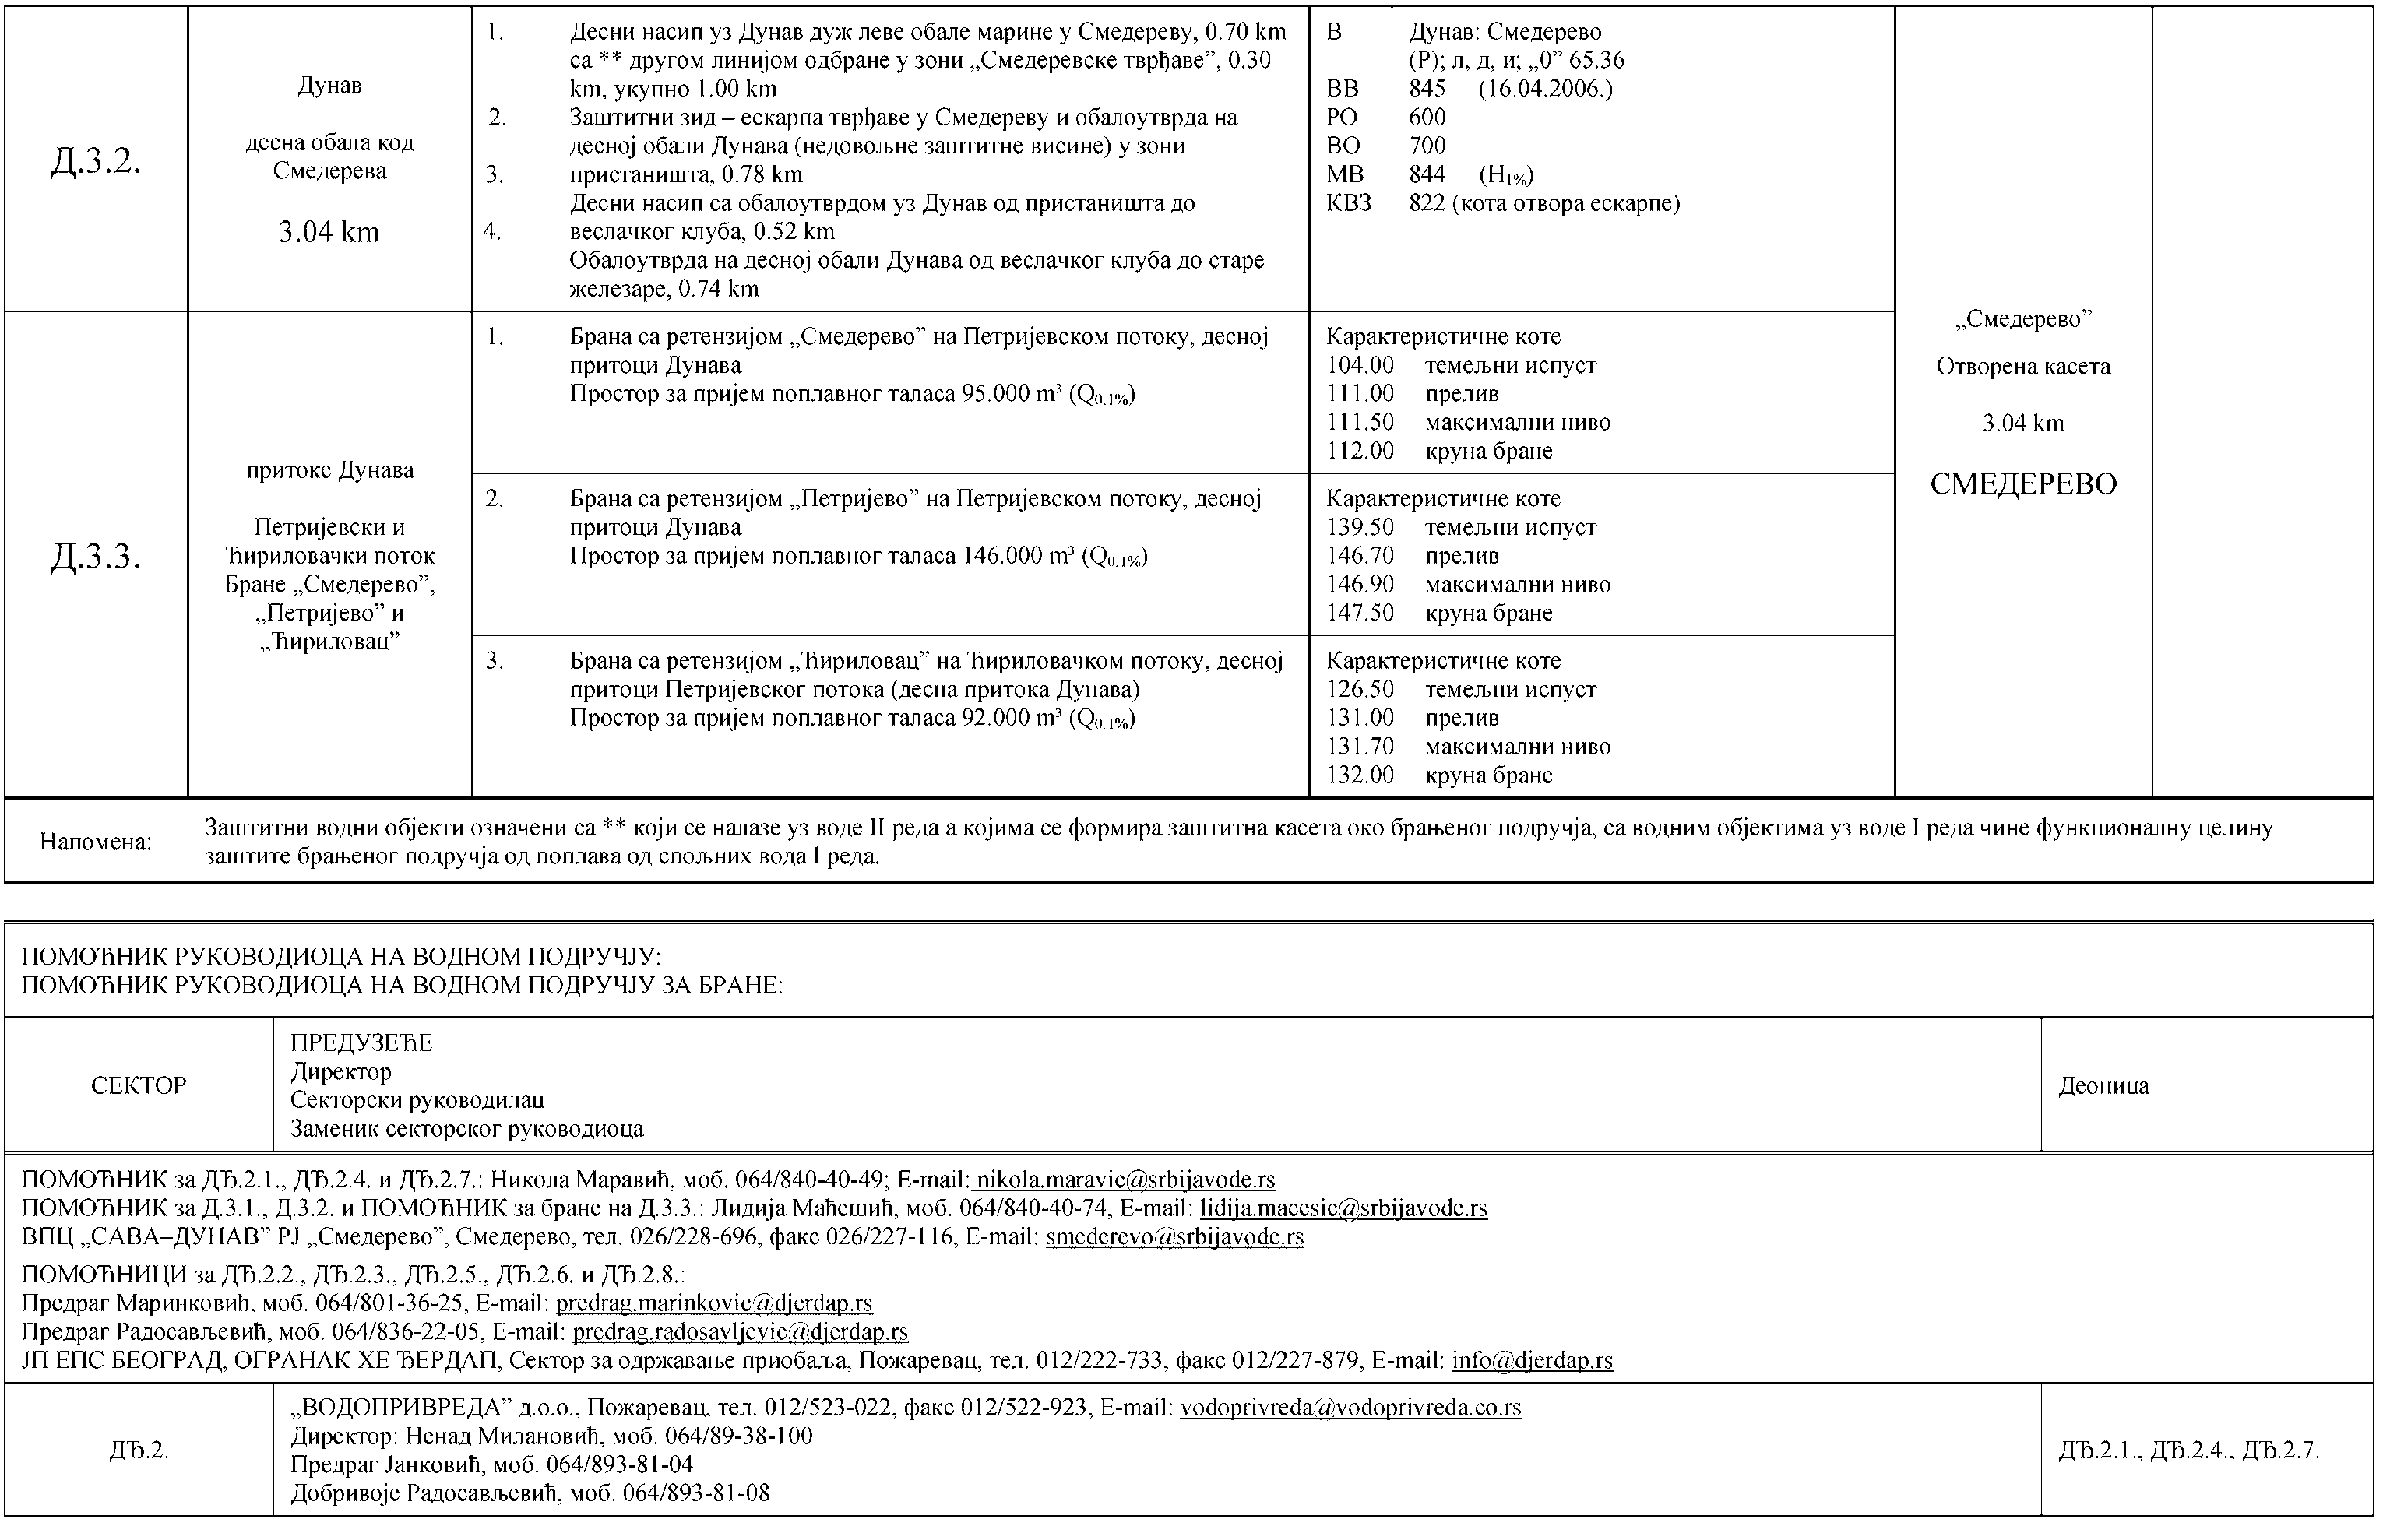 Д.3.2.
Дунав
десна обала код
Смедерева
3.04 km
1. Десни насип уз Дунав дуж леве обале марине у Смедереву, 0.70 km
са ** другом линијом одбране у зони „Смедеревске тврђаве”, 0.30
km, укупно 1.00 km
2. Заштитни зид – ескарпа тврђаве у Смедереву и обалоутврда на
десној обали Дунава (недовољне заштитне висине) у зони
3. пристаништа, 0.78 km
Десни насип са обалоутврдом уз Дунав од пристаништа до
4. веслачког клуба, 0.52 km
Обалоутврда на десној обали Дунава од веслачког клуба до старе
железаре, 0.74 km
В Дунав: Смедерево
(Р); л, д, и; „0” 65.36
ВВ 845 (16.04.2006.)
РО 600
ВО 700
МВ 844 (H1%)
КВЗ 822 (кота отвора ескарпе)
„Смедерево”
Отворена касета
3.04 km
СМЕДЕРЕВО
Д.3.3.
притоке Дунава
Петријевски и
Ћириловачки поток
Бране „Смедерево”,
„Петријево” и
„Ћириловац”
1. Брана са ретензијом „Смедерево” на Петријевском потоку, десној
притоци Дунава
Простор за пријем поплавног таласа 95.000 m³ (Q0.1%)
Карактеристичне коте
104.00 темељни испуст
111.00 прелив
111.50 максимални ниво
112.00 круна бране
2. Брана са ретензијом „Петријево” на Петријевском потоку, десној
притоци Дунава
Простор за пријем поплавног таласа 146.000 m³ (Q0.1%)
Карактеристичне коте
139.50 темељни испуст
146.70 прелив
146.90 максимални ниво
147.50 круна бране
3. Брана са ретензијом „Ћириловац” на Ћириловачком потоку, десној
притоци Петријевског потока (десна притока Дунава)
Простор за пријем поплавног таласа 92.000 m³ (Q0.1%)
Карактеристичне коте
126.50 темељни испуст
131.00 прелив
131.70 максимални ниво
132.00 круна бране
Напомена:
Заштитни водни објекти означени са ** који се налазе уз воде II реда а којима се формира заштитна касета око брањеног подручја, са водним објектима уз воде I реда чине функционалну целину
заштите брањеног подручја од поплава од спољних вода I реда.
ПОМОЋНИК РУКОВОДИОЦА НА ВОДНОМ ПОДРУЧЈУ:
ПОМОЋНИК РУКОВОДИОЦА НА ВОДНОМ ПОДРУЧЈУ ЗА БРАНЕ:
СЕКТОР
ПРЕДУЗЕЋЕ
Директор
Секторски руководилац
Заменик секторског руководиоца
Деоница
ПОМОЋНИК за ДЂ.2.1., ДЂ.2.4. и ДЂ.2.7.: Никола Маравић, моб. 064/840-40-49; E-mail: nikola.maravic@srbijavode.rs
ПОМОЋНИК за Д.3.1., Д.3.2. и ПОМОЋНИК за бране на Д.3.3.: Лидија Маћешић, моб. 064/840-40-74, E-mail: lidija.macesic@srbijavode.rs
ВПЦ „САВА–ДУНАВ” РЈ „Смедерево”, Смедерево, тел. 026/228-696, факс 026/227-116, E-mail: smederevo@srbijavode.rs
ПОМОЋНИЦИ за ДЂ.2.2., ДЂ.2.3., ДЂ.2.5., ДЂ.2.6. и ДЂ.2.8.:
Предраг Маринковић, моб. 064/801-36-25, E-mail: predrag.marinkovic@djerdap.rs
Предраг Радосављевић, моб. 064/836-22-05, E-mail: predrag.radosavljevic@djerdap.rs
ЈП ЕПС БЕОГРАД, ОГРАНАК ХЕ ЂЕРДАП, Сектор за одржавање приобаља, Пожаревац, тел. 012/222-733, факс 012/227-879, E-mail: info@djerdap.rs
ДЂ.2.
„ВОДОПРИВРЕДА” д.о.о., Пожаревац, тел. 012/523-022, факс 012/522-923, E-mail: vodoprivreda@vodoprivreda.co.rs
Директор: Ненад Милановић, моб. 064/89-38-100
Предраг Јанковић, моб. 064/893-81-04
Добривоје Радосављевић, моб. 064/893-81-08
ДЂ.2.1., ДЂ.2.4., ДЂ.2.7.